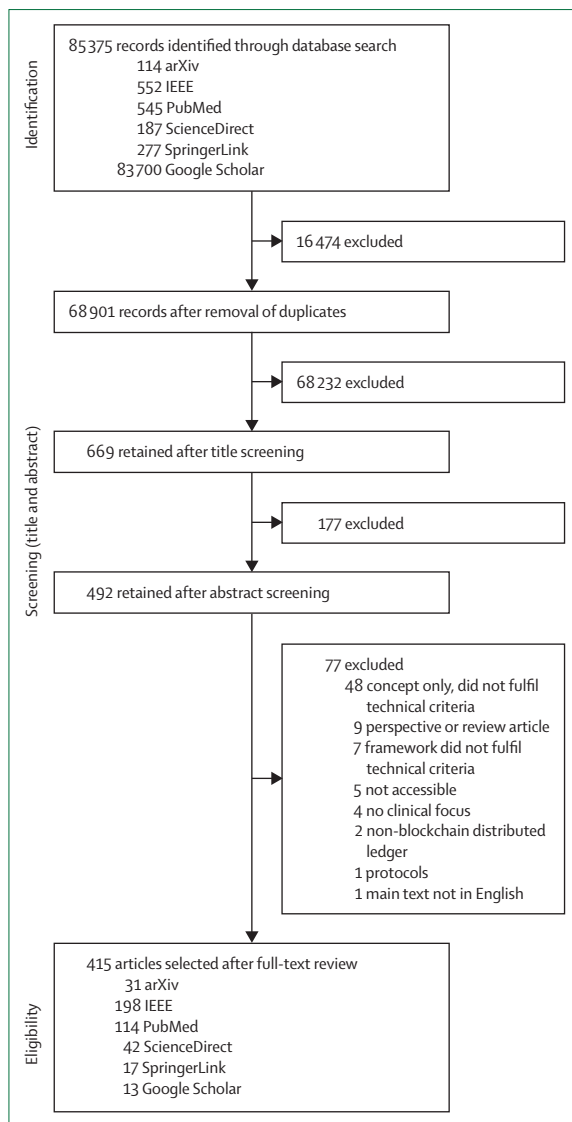 Identification
85375 records identified through database search
114 arXiv
552 IEEE
545 PubMed
187 ScienceDirect
277 SpringerLink
83700 Google Scholar
16474 excluded
Screening (title and abstract)
68901 records after removal of duplicates
68232 excluded
669 retained after title screening
177 excluded
492 retained after abstract screening
77 excluded
48 concept only, did not fulfil
technical criteria
9 perspective or review article
7 framework did not fulfil
technical criteria
5 not accessible
4 no clinical focus
2 non-blockchain distributed
ledger
1 protocols
1 main text not in English
Eligibility
415 articles selected after full-text review
31 arXiv
198 IEEE
114 PubMed
42 ScienceDirect
17 SpringerLink
13 Google Scholar